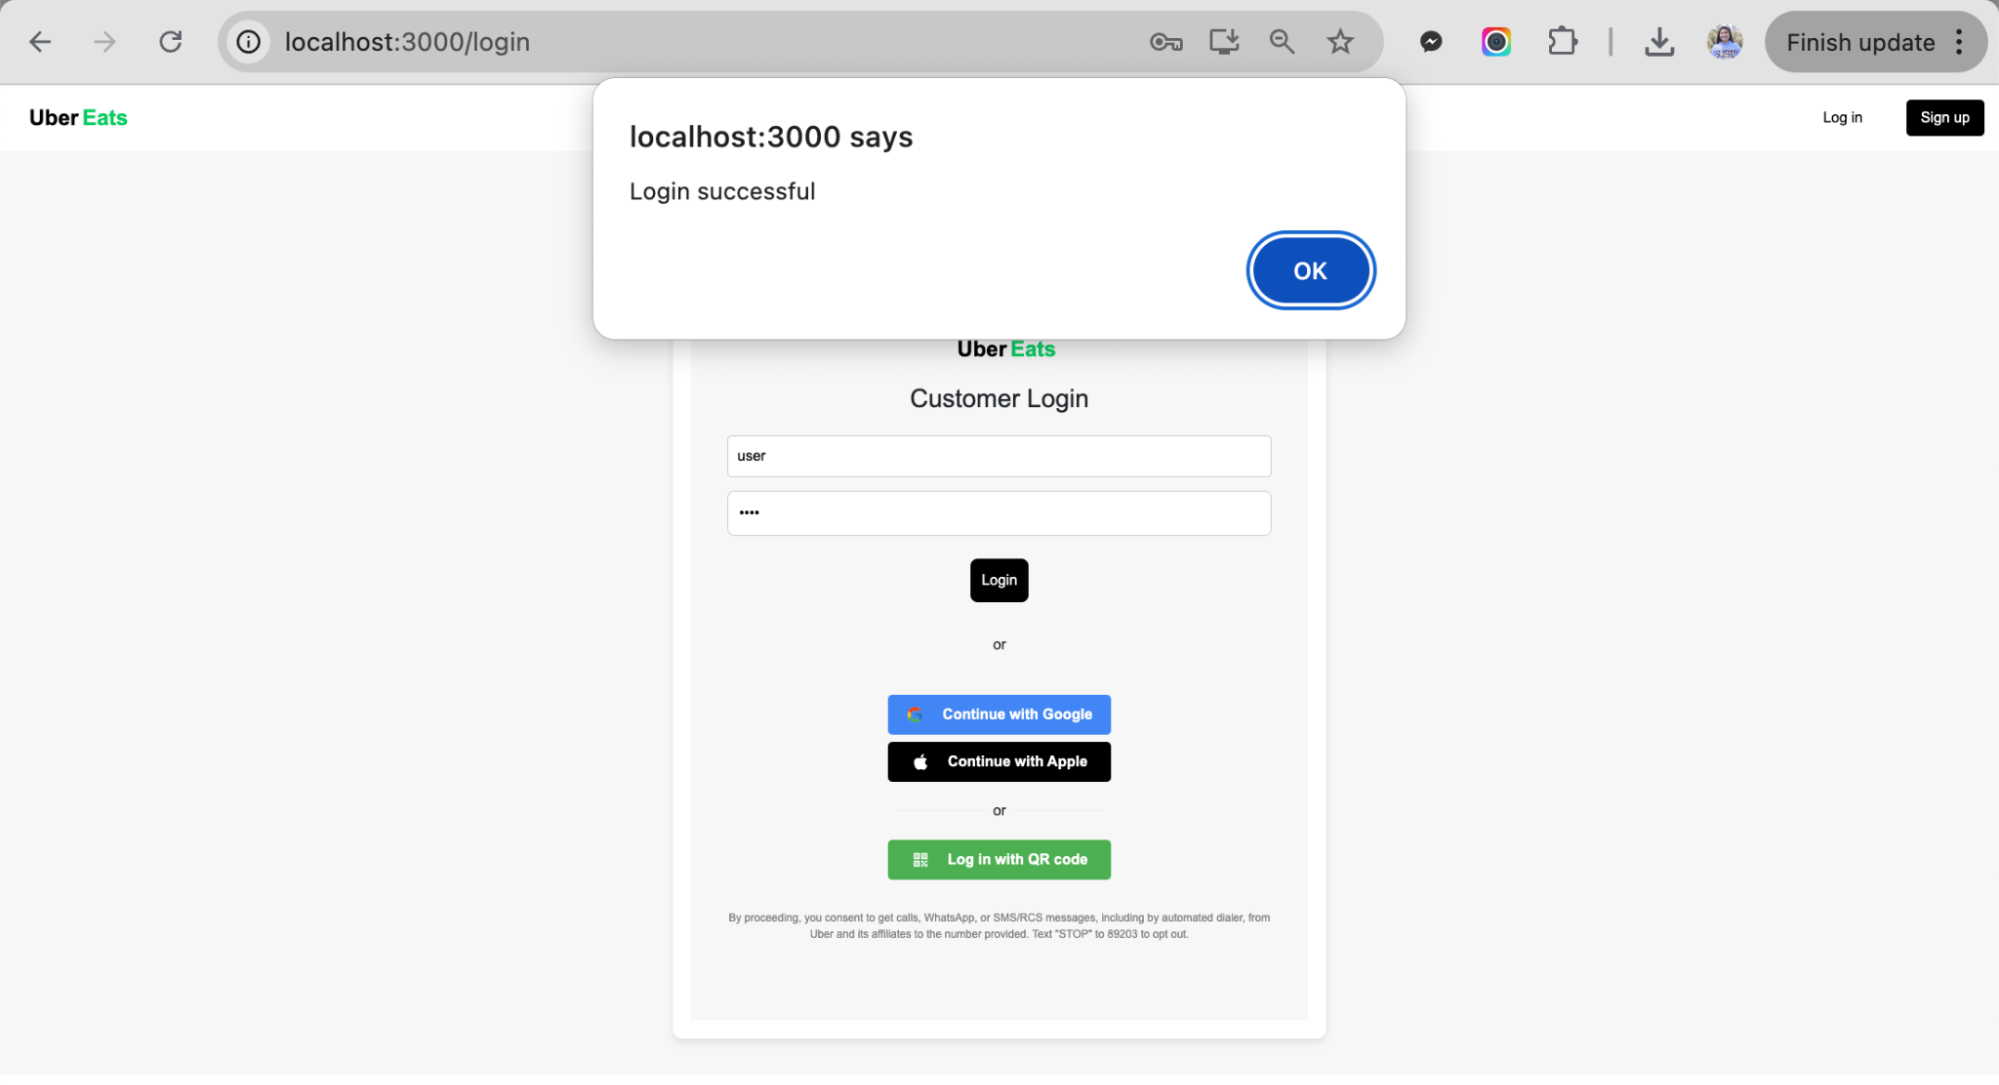 localhost:3000/login
Finish update
Uber Eats
Log in
Sign up
localhost:3000 says
Login successful
OK
Uber Eats
Customer Login
user
••••
Login
or
Continue with Google
Continue with Apple
or
Log in with QR code
By proceeding, you consent to get calls, WhatsApp, or SMS/RCS messages, including by automated dialer, from
Uber and its affiliates to the number provided. Text "STOP" to 89203 to opt out.